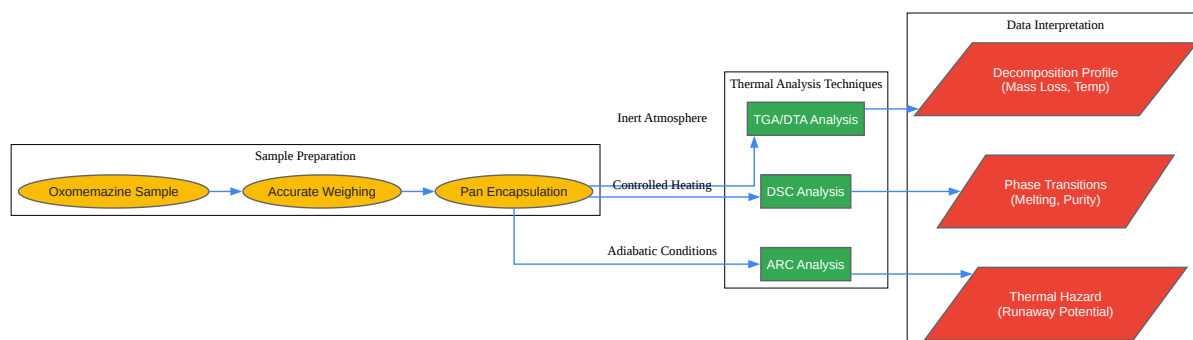 Sample Preparation
Oxomemazine Sample
Accurate Weighing
Pan Encapsulation
Inert Atmosphere
Controlled Heating
Adiabatic Conditions
Thermal Analysis Techniques
TGA/DTA Analysis
DSC Analysis
ARC Analysis
Data Interpretation
Decomposition Profile
(Mass Loss, Temp)
Phase Transitions
(Melting, Purity)
Thermal Hazard
(Runaway Potential)